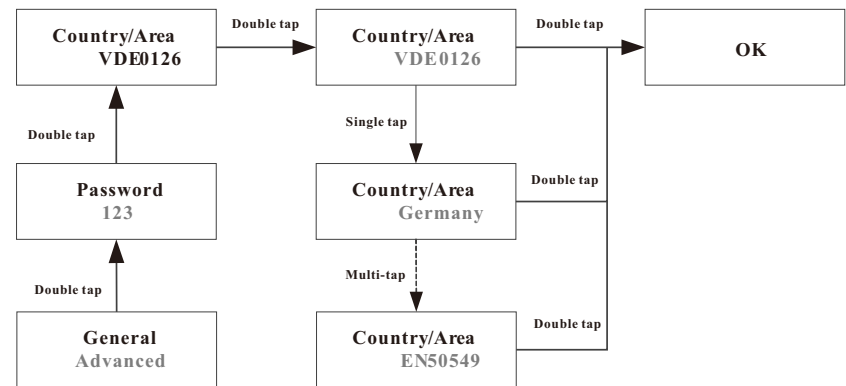 Country/Area
VDE0126
Double tap
Country/Area
VDE0126
Double tap
OK
Double tap
Single tap
Password
123
Country/Area
Germany
Double tap
Double tap
Multi-tap
General
Advanced
Country/Area
EN50549
Double tap